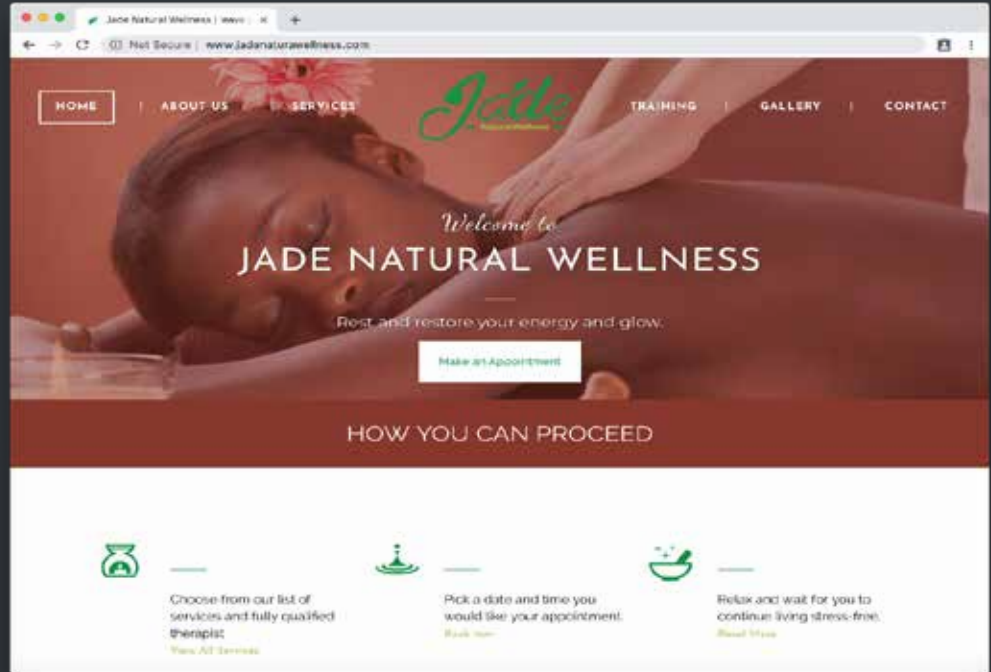 Jade Natural Wellness |
Not Secure | www.jadenaturawellness.com
HOME | ABOUT US | SERVICES
Jade
Natural Wellness
TRAINING | GALLERY | CONTACT
Welcome to
JADE NATURAL WELLNESS
Rest and restore your energy and glow.
Make an Appointment
HOW YOU CAN PROCEED
Choose from our list of
services and fully qualified
therapist
View All Services
Pick a date and time you
would like your appointment.
Book now
Relax and wait for you to
continue living stress-free.
Read More